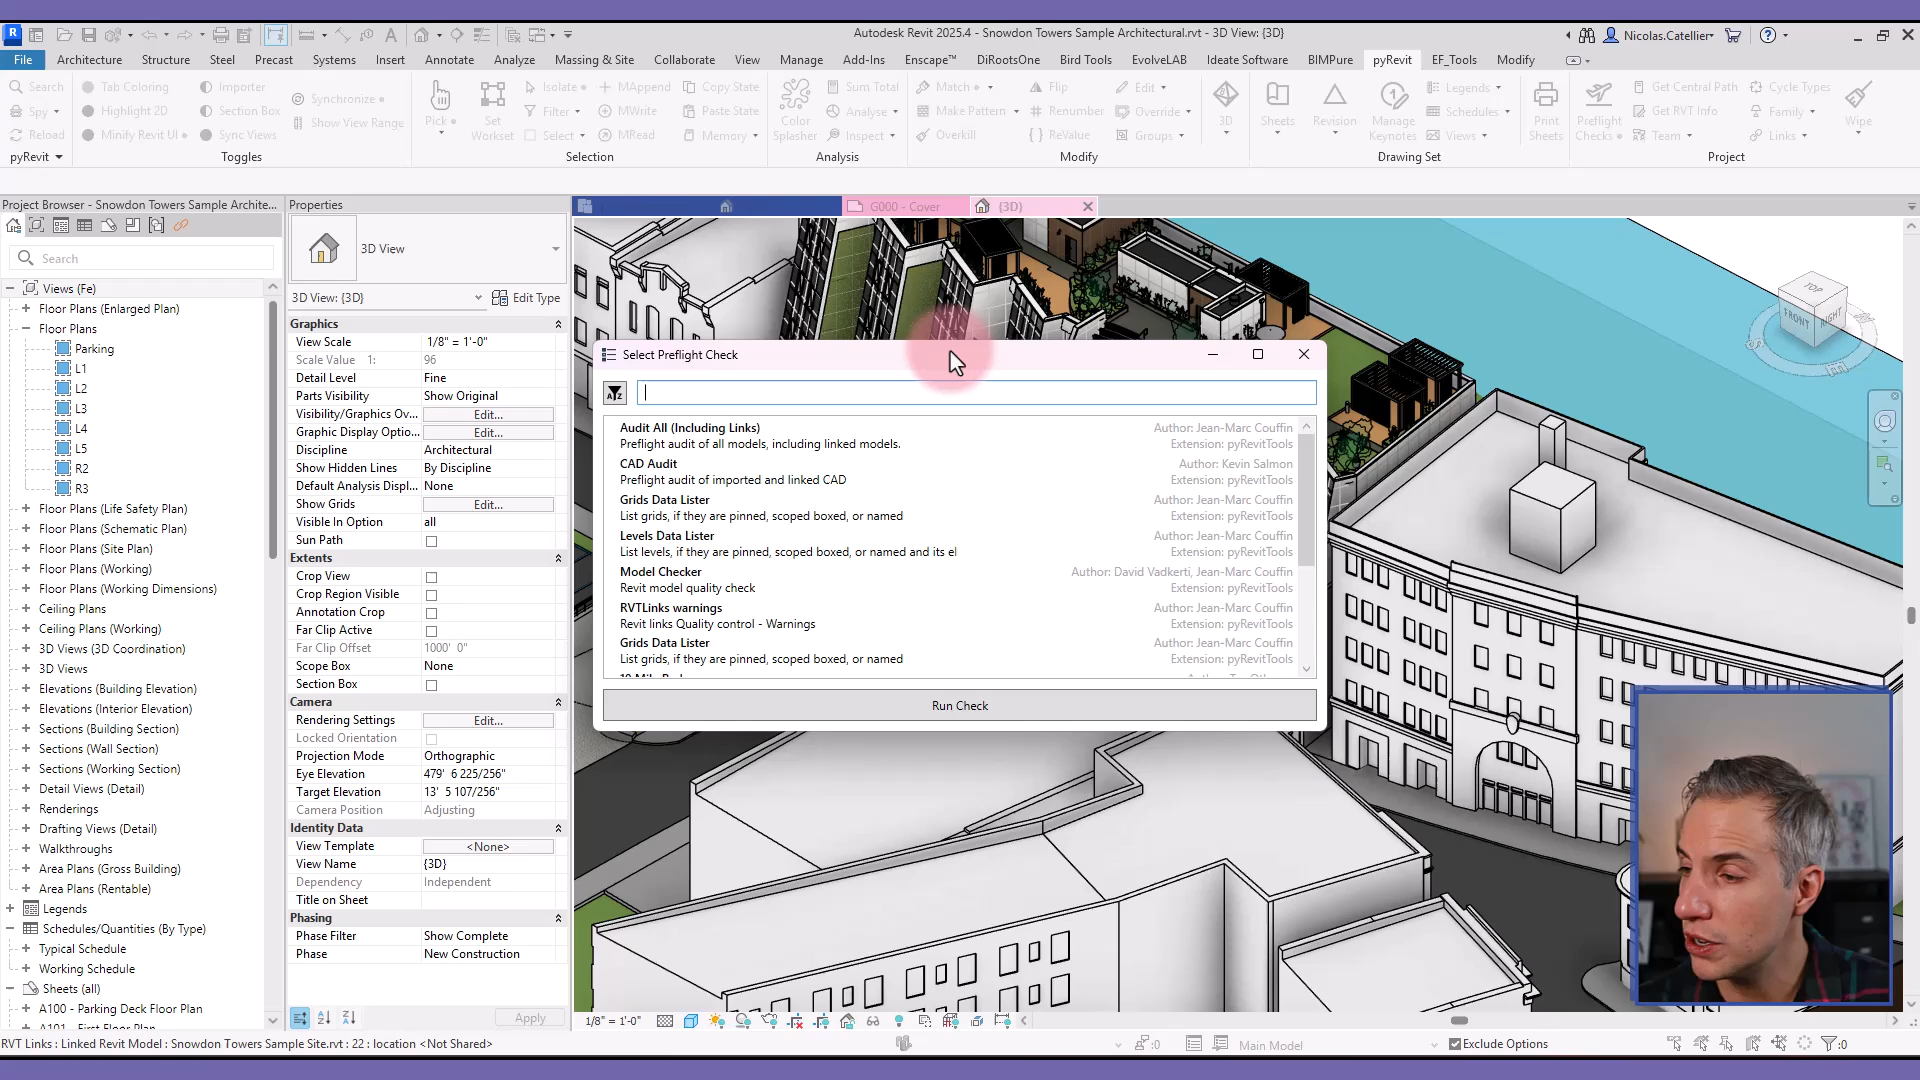 Autodesk Revit 2025.4 - Snowdon Towers Sample Architectural.rvt - 3D View: {3D}
Nicolas.Catellier
File Architecture Structure Steel Precast Systems Insert Annotate Analyze Massing & Site Collaborate View Manage Add-Ins Enscape™ DiRootsOne Bird Tools EvolveLAB Ideate Software BIMPure pyRevit EF_Tools Modify
Search Tab Coloring Importer Isolate MAppend Copy State Sum Total Match Flip Edit Legends Get Central Path Cycle Types
Spy Highlight 2D Section Box Synchronize Filter MWrite Paste State Analyse Make Pattern Renumber Override Schedules Get RVT Info Family
Reload Minify Revit UI Sync Views Show View Range Select MRead Memory Inspect Overkill ReValue Groups Views Team Links
Pick Set Workset Color Splasher 3D Sheets Revision Manage Keynotes Print Sheets Preflight Checks Wipe
pyRevit Toggles Selection Analysis Modify Drawing Set Project
Project Browser - Snowdon Towers Sample Archite...
Search
Views (Fe)
Floor Plans (Enlarged Plan)
Floor Plans
Parking
L1
L2
L3
L4
L5
R2
R3
Floor Plans (Life Safety Plan)
Floor Plans (Schematic Plan)
Floor Plans (Site Plan)
Floor Plans (Working)
Floor Plans (Working Dimensions)
Ceiling Plans
Ceiling Plans (Working)
3D Views (3D Coordination)
3D Views
Elevations (Building Elevation)
Elevations (Interior Elevation)
Sections (Building Section)
Sections (Wall Section)
Sections (Working Section)
Detail Views (Detail)
Renderings
Drafting Views (Detail)
Walkthroughs
Area Plans (Gross Building)
Area Plans (Rentable)
Legends
Schedules/Quantities (By Type)
Typical Schedule
Working Schedule
Sheets (all)
A100 - Parking Deck Floor Plan
A101 - First Floor Plan
Properties
3D View
3D View: {3D} Edit Type
Graphics
View Scale 1/8" = 1'-0"
Scale Value 1: 96
Detail Level Fine
Parts Visibility Show Original
Visibility/Graphics Ov... Edit...
Graphic Display Optio... Edit...
Discipline Architectural
Show Hidden Lines By Discipline
Default Analysis Displ... None
Show Grids Edit...
Visible In Option all
Sun Path
Extents
Crop View
Crop Region Visible
Annotation Crop
Far Clip Active
Far Clip Offset 1000' 0"
Scope Box None
Section Box
Camera
Rendering Settings Edit...
Locked Orientation
Projection Mode Orthographic
Eye Elevation 479' 6 225/256"
Target Elevation 13' 5 107/256"
Camera Position Adjusting
Identity Data
View Template <None>
View Name {3D}
Dependency Independent
Title on Sheet
Phasing
Phase Filter Show Complete
Phase New Construction
Apply
G000 - Cover {3D}
TOP
FRONT RIGHT
Select Preflight Check
Audit All (Including Links) Author: Jean-Marc Couffin
Preflight audit of all models, including linked models. Extension: pyRevitTools
CAD Audit Author: Kevin Salmon
Preflight audit of imported and linked CAD Extension: pyRevitTools
Grids Data Lister Author: Jean-Marc Couffin
List grids, if they are pinned, scoped boxed, or named Extension: pyRevitTools
Levels Data Lister Author: Jean-Marc Couffin
List levels, if they are pinned, scoped boxed, or named and its el Extension: pyRevitTools
Model Checker Author: David Vadkerti, Jean-Marc Couffin
Revit model quality check Extension: pyRevitTools
RVTLinks warnings Author: Jean-Marc Couffin
Revit links Quality control - Warnings Extension: pyRevitTools
Grids Data Lister Author: Jean-Marc Couffin
List grids, if they are pinned, scoped boxed, or named Extension: pyRevitTools
Run Check
1/8" = 1'-0"
RVT Links : Linked Revit Model : Snowdon Towers Sample Site.rvt : 22 : location <Not Shared> :0 Main Model Exclude Options :0